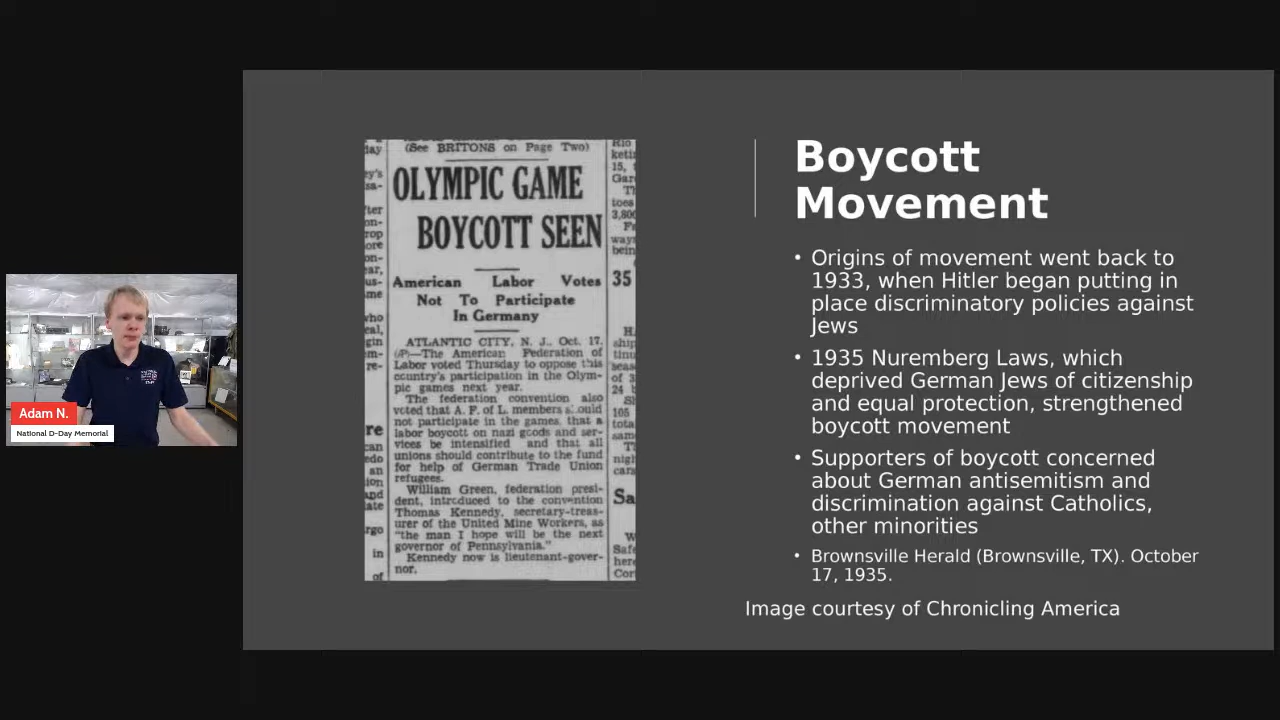 (See BRITONS on Page Two)
OLYMPIC GAME
BOYCOTT SEEN
American Labor Votes
Not To Participate
In Germany
ATLANTIC CITY, N. J., Oct. 17.
(AP)—The American Federation of
Labor voted Thursday to oppose this
country's participation in the Olym-
pic games next year.
The federation convention also
voted that A. F. of L. members should
not participate in the games, that a
labor boycott on nazi goods and ser-
vices be intensified and that all
unions should contribute to the fund
for help of German Trade Union
refugees.
William Green, federation presi-
dent, introduced to the convention
Thomas Kennedy, secretary-treas-
urer of the United Mine Workers, as
"the man I hope will be the next
governor of Pennsylvania."
Kennedy now is lieutenant-gover-
nor.
Boycott
Movement
• Origins of movement went back to
1933, when Hitler began putting in
place discriminatory policies against
Jews
• 1935 Nuremberg Laws, which
deprived German Jews of citizenship
and equal protection, strengthened
boycott movement
• Supporters of boycott concerned
about German antisemitism and
discrimination against Catholics,
other minorities
• Brownsville Herald (Brownsville, TX). October
17, 1935.
Image courtesy of Chronicling America
Adam N.
National D-Day Memorial